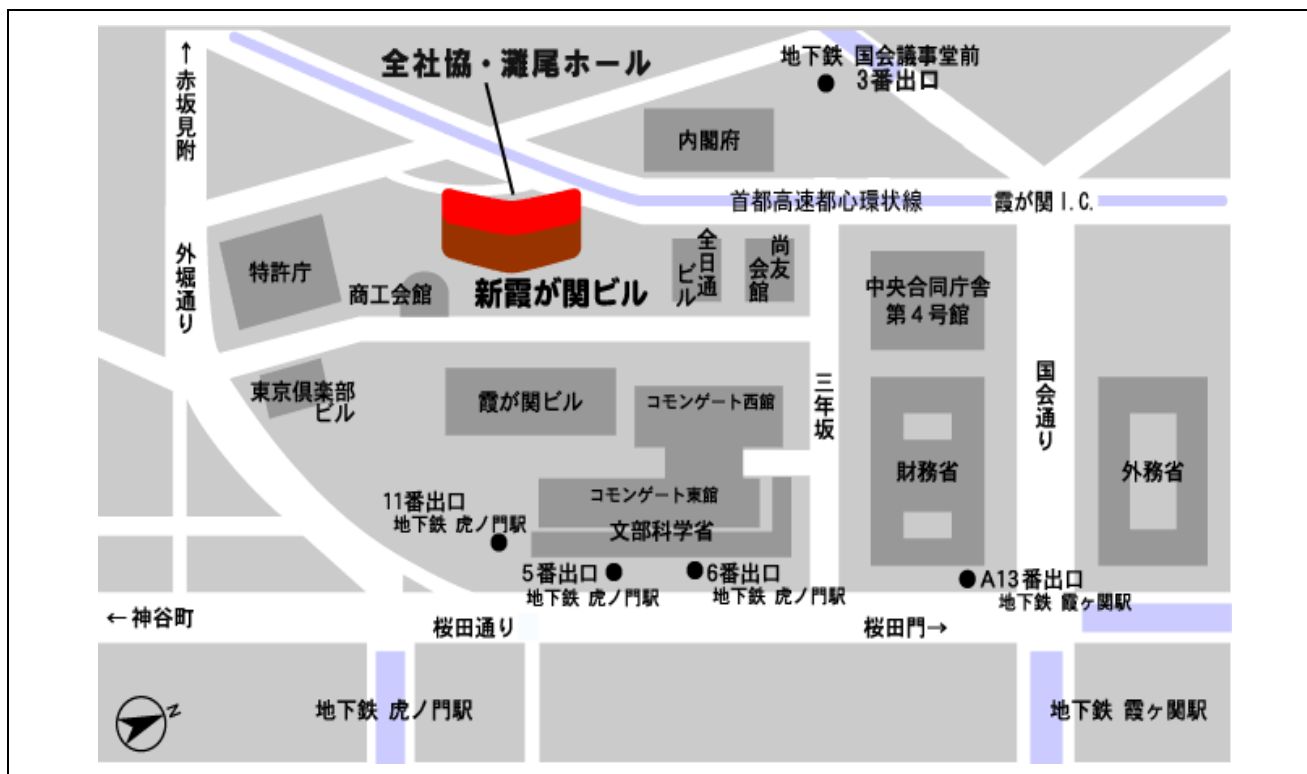 全社協・灘尾ホール
地下鉄 国会議事堂前
3番出口
↑赤坂見附
内閣府
首都高速都心環状線
霞が関 I.C.
外堀通り
特許庁
商工会館
新霞が関ビル
全日通
ビル
尚友
会館
中央合同庁舎
第4号館
東京倶楽部
ビル
霞が関ビル
コモンゲート西館
三年坂
国会通り
財務省
外務省
コモンゲート東館
文部科学省
11番出口
地下鉄 虎ノ門駅
5番出口
地下鉄 虎ノ門駅
6番出口
地下鉄 虎ノ門駅
A13番出口
地下鉄 霞ヶ関駅
←神谷町
桜田通り
桜田門→
地下鉄 虎ノ門駅
地下鉄 霞ヶ関駅
N